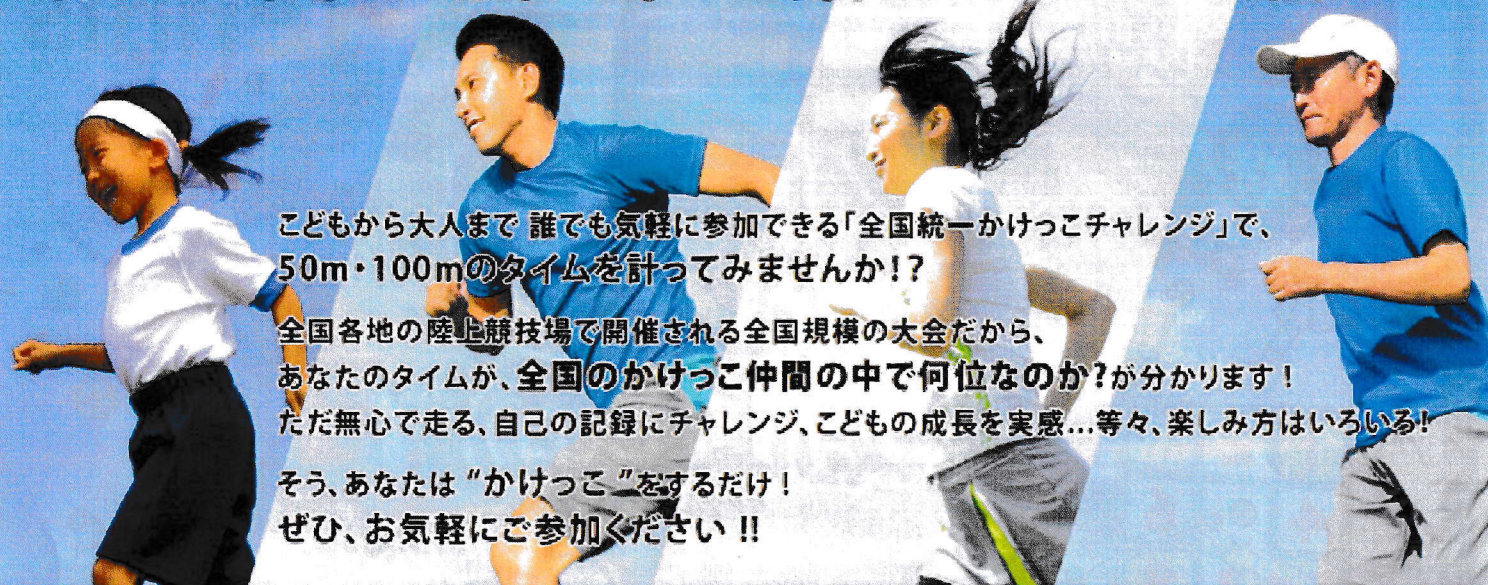 こどもから大人まで 誰でも気軽に参加できる「全国統一かけっこチャレンジ」で、
50m・100mのタイムを計ってみませんか!?
全国各地の陸上競技場で開催される全国規模の大会だから、
あなたのタイムが、全国のかけっこ仲間の中で何位なのか?が分かります!
ただ無心で走る、自己の記録にチャレンジ、こどもの成長を実感…等々、楽しみ方はいろいろ!
そう、あなたは“かけっこ”をするだけ!
ぜひ、お気軽にご参加ください!!